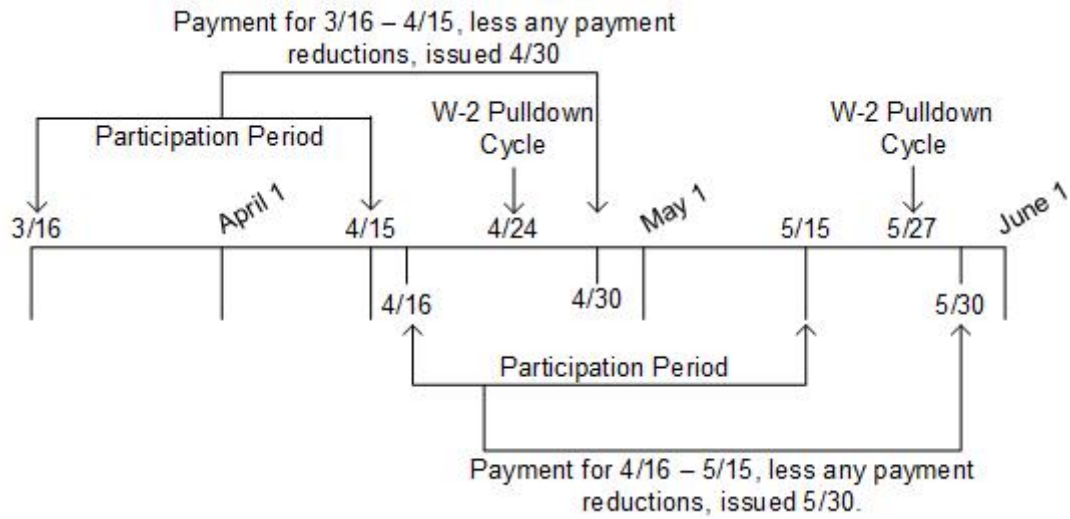 Payment for 3/16 – 4/15, less any payment
reductions, issued 4/30
W-2 Pulldown
Cycle
W-2 Pulldown
Cycle
Participation Period
April 1
May 1
June 1
3/16
4/15
4/24
5/15
5/27
4/16
4/30
5/30
Participation Period
Payment for 4/16 – 5/15, less any payment
reductions, issued 5/30.